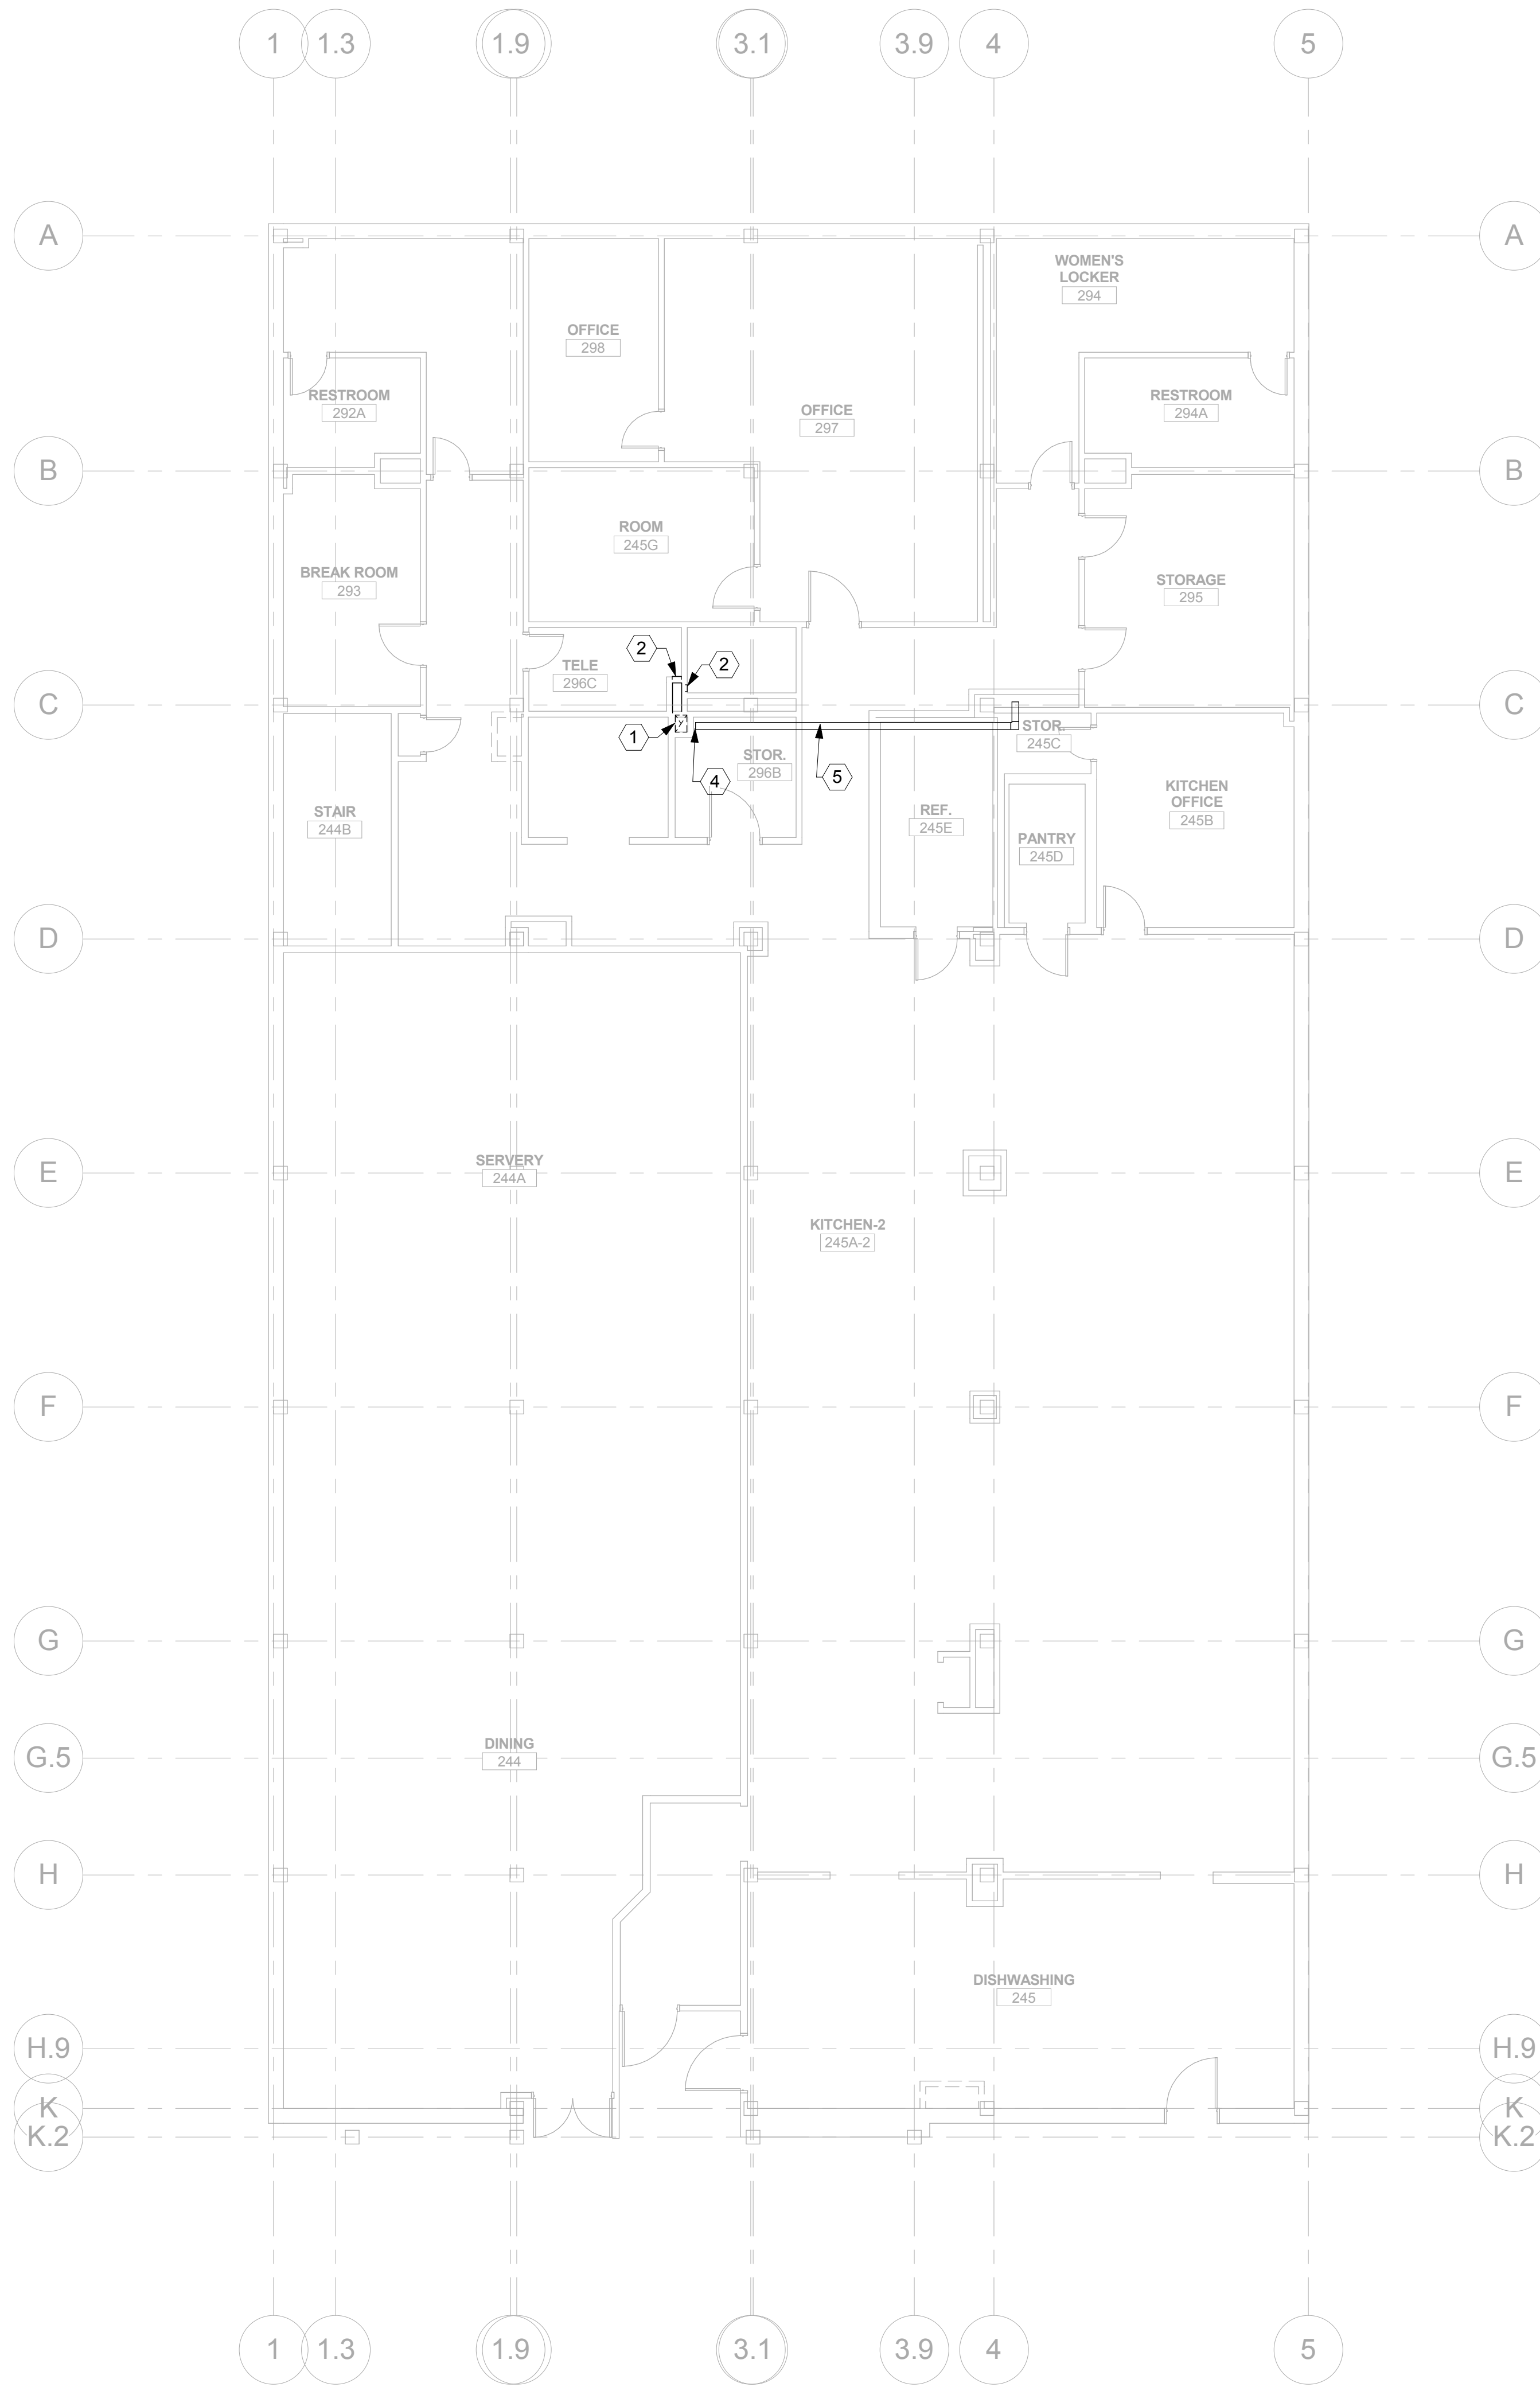 1
1.3
1.9
3.1
3.9
4
5
A
A
WOMEN'S
LOCKER
294
OFFICE
298
RESTROOM
292A
OFFICE
297
RESTROOM
294A
B
B
ROOM
245G
BREAK ROOM
293
STORAGE
295
2
2
TELE
296C
C
C
1
STOR.
245C
STOR.
296B
4
5
KITCHEN
OFFICE
245B
STAIR
244B
REF.
245E
PANTRY
245D
D
D
SERVERY
244A
E
E
KITCHEN-2
245A-2
F
F
G
G
DINING
244
G.5
G.5
H
H
DISHWASHING
245
H.9
H.9
K
K
K.2
K.2
1
1.3
1.9
3.1
3.9
4
5